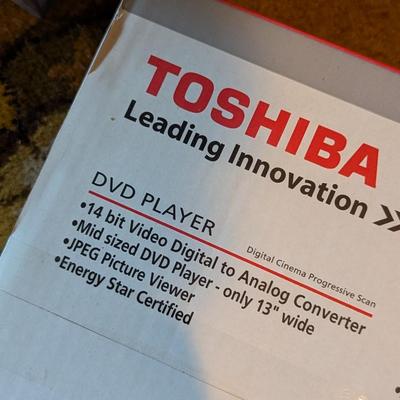 TOSHIBA
Leading Innovation >>
DVD PLAYER
Digital Cinema Progressive Scan
•14 bit Video Digital to Analog Converter
•Mid sized DVD Player - only 13" wide
•JPEG Picture Viewer
•Energy Star Certified